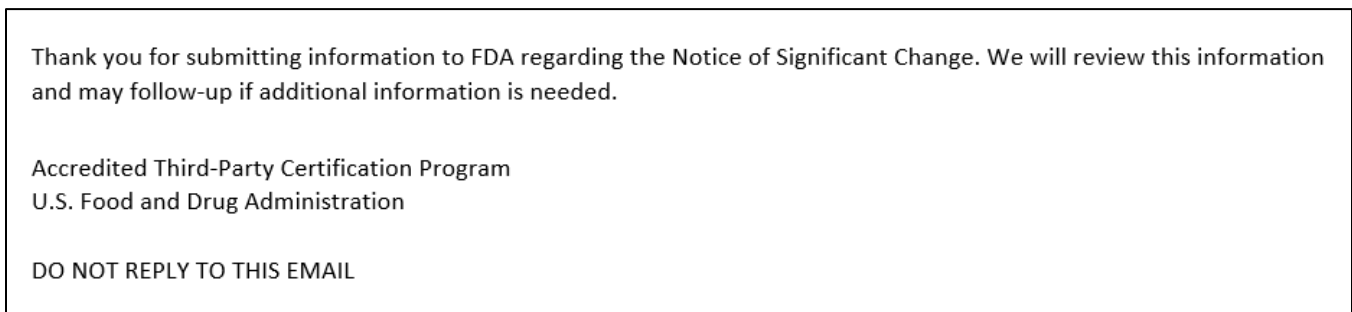 Thank you for submitting information to FDA regarding the Notice of Significant Change. We will review this information
and may follow-up if additional information is needed.
Accredited Third-Party Certification Program
U.S. Food and Drug Administration
DO NOT REPLY TO THIS EMAIL